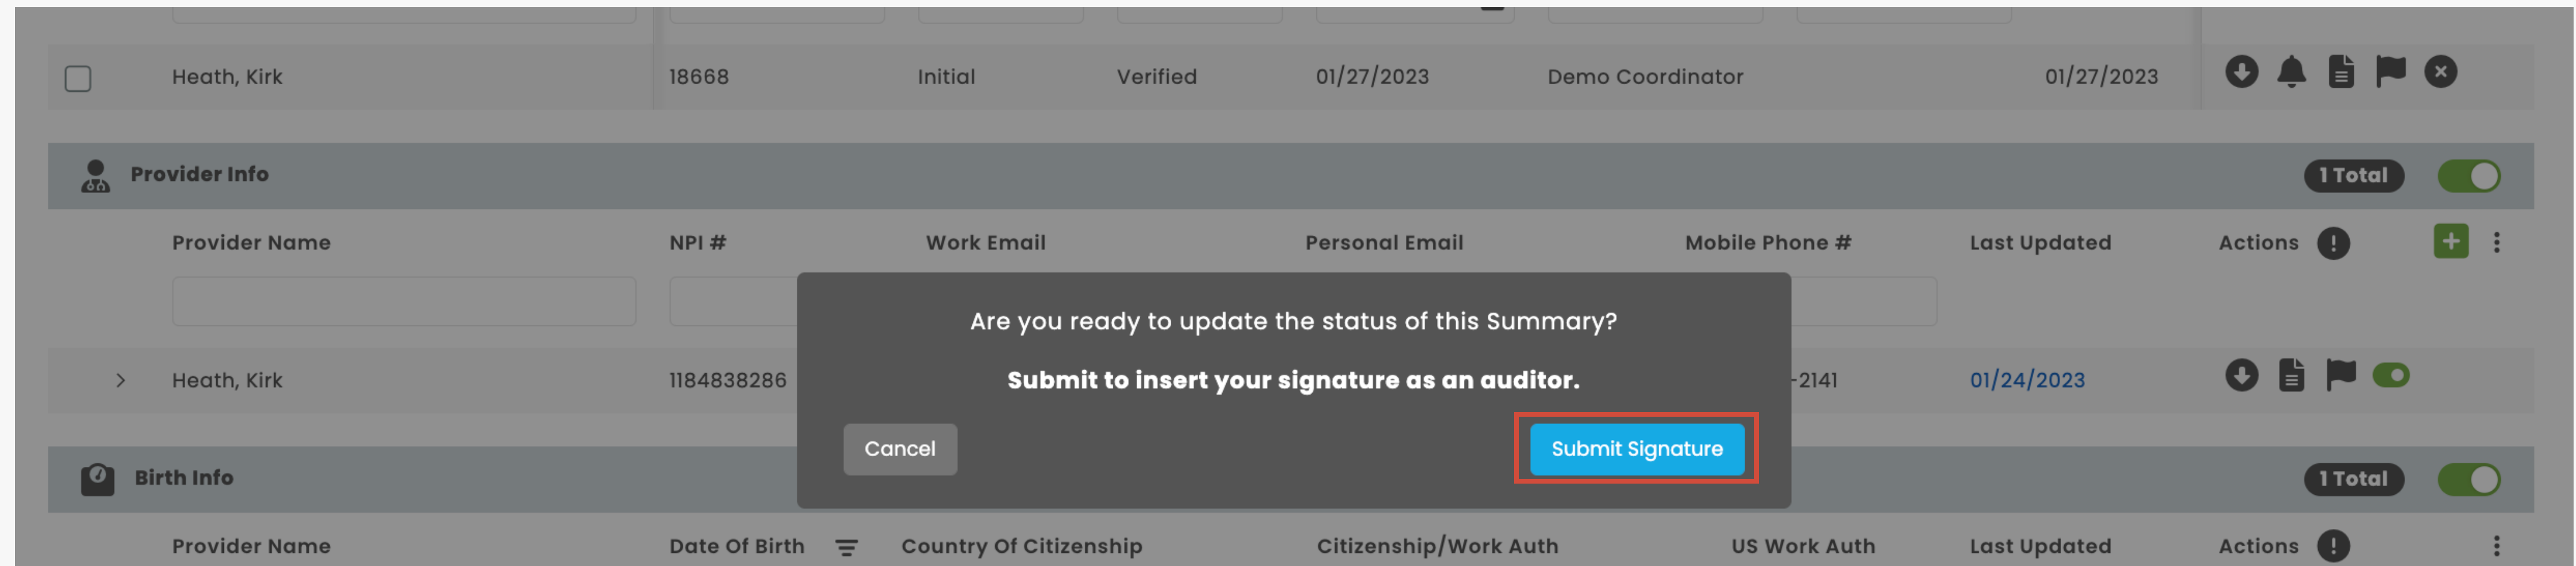 Heath, Kirk 18668 Initial Verified 01/27/2023 Demo Coordinator 01/27/2023
Provider Info 1 Total
Provider Name NPI # Work Email Personal Email Mobile Phone # Last Updated Actions
Are you ready to update the status of this Summary?
Heath, Kirk 1184838286 -2141 01/24/2023
Submit to insert your signature as an auditor.
Cancel Submit Signature
Birth Info 1 Total
Provider Name Date Of Birth Country Of Citizenship Citizenship/Work Auth US Work Auth Last Updated Actions